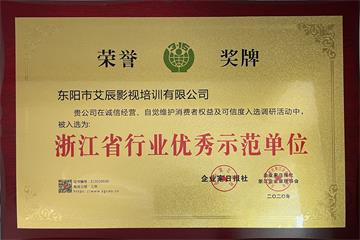 荣誉 奖牌
东阳市艾辰影视培训有限公司
贵公司在诚信经营、自觉维护消费者权益及可信度入选调研活动中,
被入选为:
浙江省行业优秀示范单位
企业家日报社
二〇二〇年